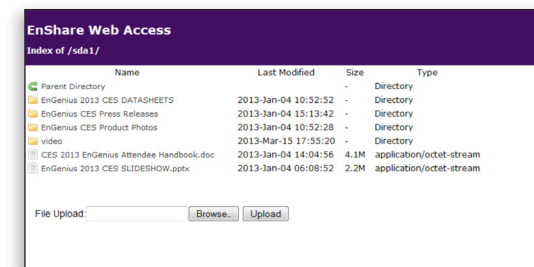 EnShare Web Access
Index of /sda1/
Name Last Modified Size Type
Parent Directory - Directory
EnGenius 2013 CES DATASHEETS 2013-Jan-04 10:52:52 - Directory
EnGenius CES Press Releases 2013-Jan-04 15:13:42 - Directory
EnGenius CES Product Photos 2013-Jan-04 10:52:28 - Directory
video 2013-Mar-15 17:55:20 - Directory
CES 2013 EnGenius Attendee Handbook.doc 2013-Jan-04 14:04:56 4.1M application/octet-stream
EnGenius 2013 CES SLIDESHOW.pptx 2013-Jan-04 06:08:52 2.2M application/octet-stream
File Upload: Browse.. Upload